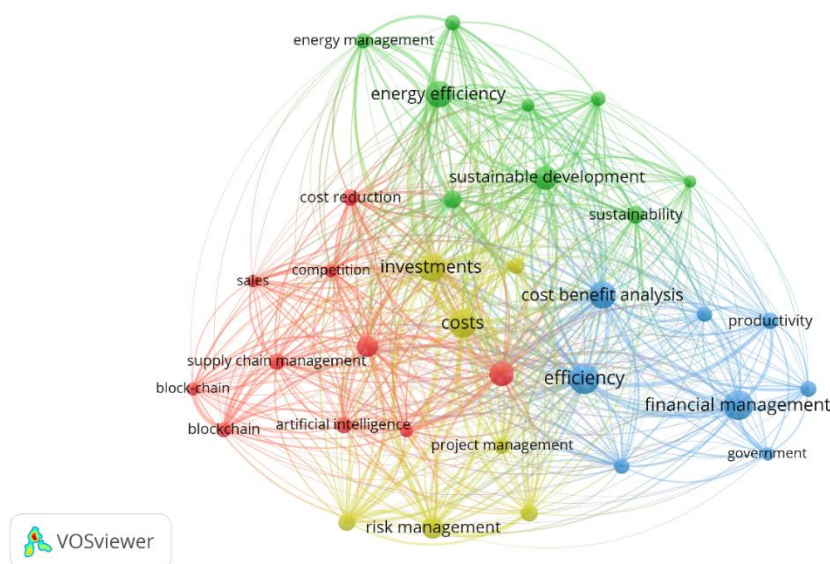 energy management
energy efficiency
sustainable development
cost reduction
sustainability
investments
competition
sales
cost benefit analysis
costs
productivity
supply chain management
efficiency
block-chain
financial management
artificial intelligence
blockchain
project management
government
risk management
VOSviewer